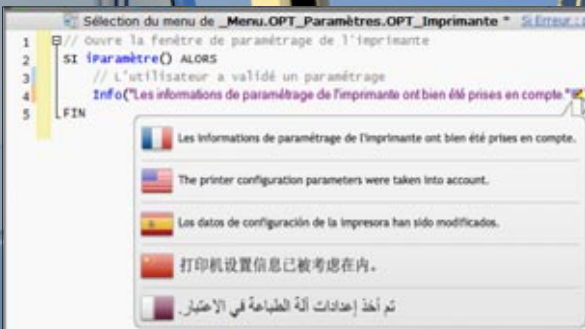 Sélection du menu de _Menu.OPT_Paramètres.OPT_Imprimante * Si Erreur :
1 // Ouvre la fenêtre de paramétrage de l'imprimante
2 SI iParamètre() ALORS
3 // L'utilisateur a validé un paramétrage
4 Info("Les informations de paramétrage de l'imprimante ont bien été prises en compte."
5 FIN
Les informations de paramétrage de l'imprimante ont bien été prises en compte.
The printer configuration parameters were taken into account.
Los datos de configuración de la impresora han sido modificados.
打印机设置信息已被考虑在内。
تم أخذ إعدادات ألة الطباعة في الاعتبار.